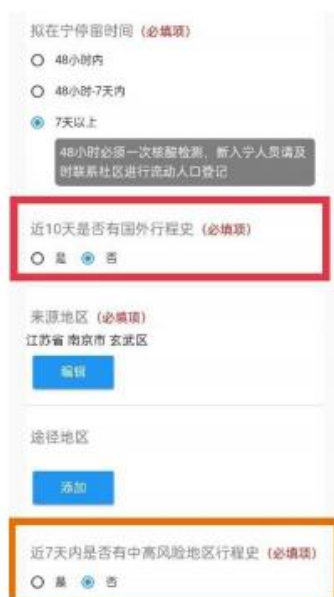 拟在宁停留时间 (必填项)
48小时内
48小时-7天内
7天以上
48小时必须一次核酸检测，新入宁人员请及
时联系社区进行流动人口登记
近10天是否有国外行程史 (必填项)
是 否
来源地区 (必填项)
江苏省 南京市 玄武区
编辑
途径地区
添加
近7天内是否有中高风险地区行程史 (必填项)
是 否